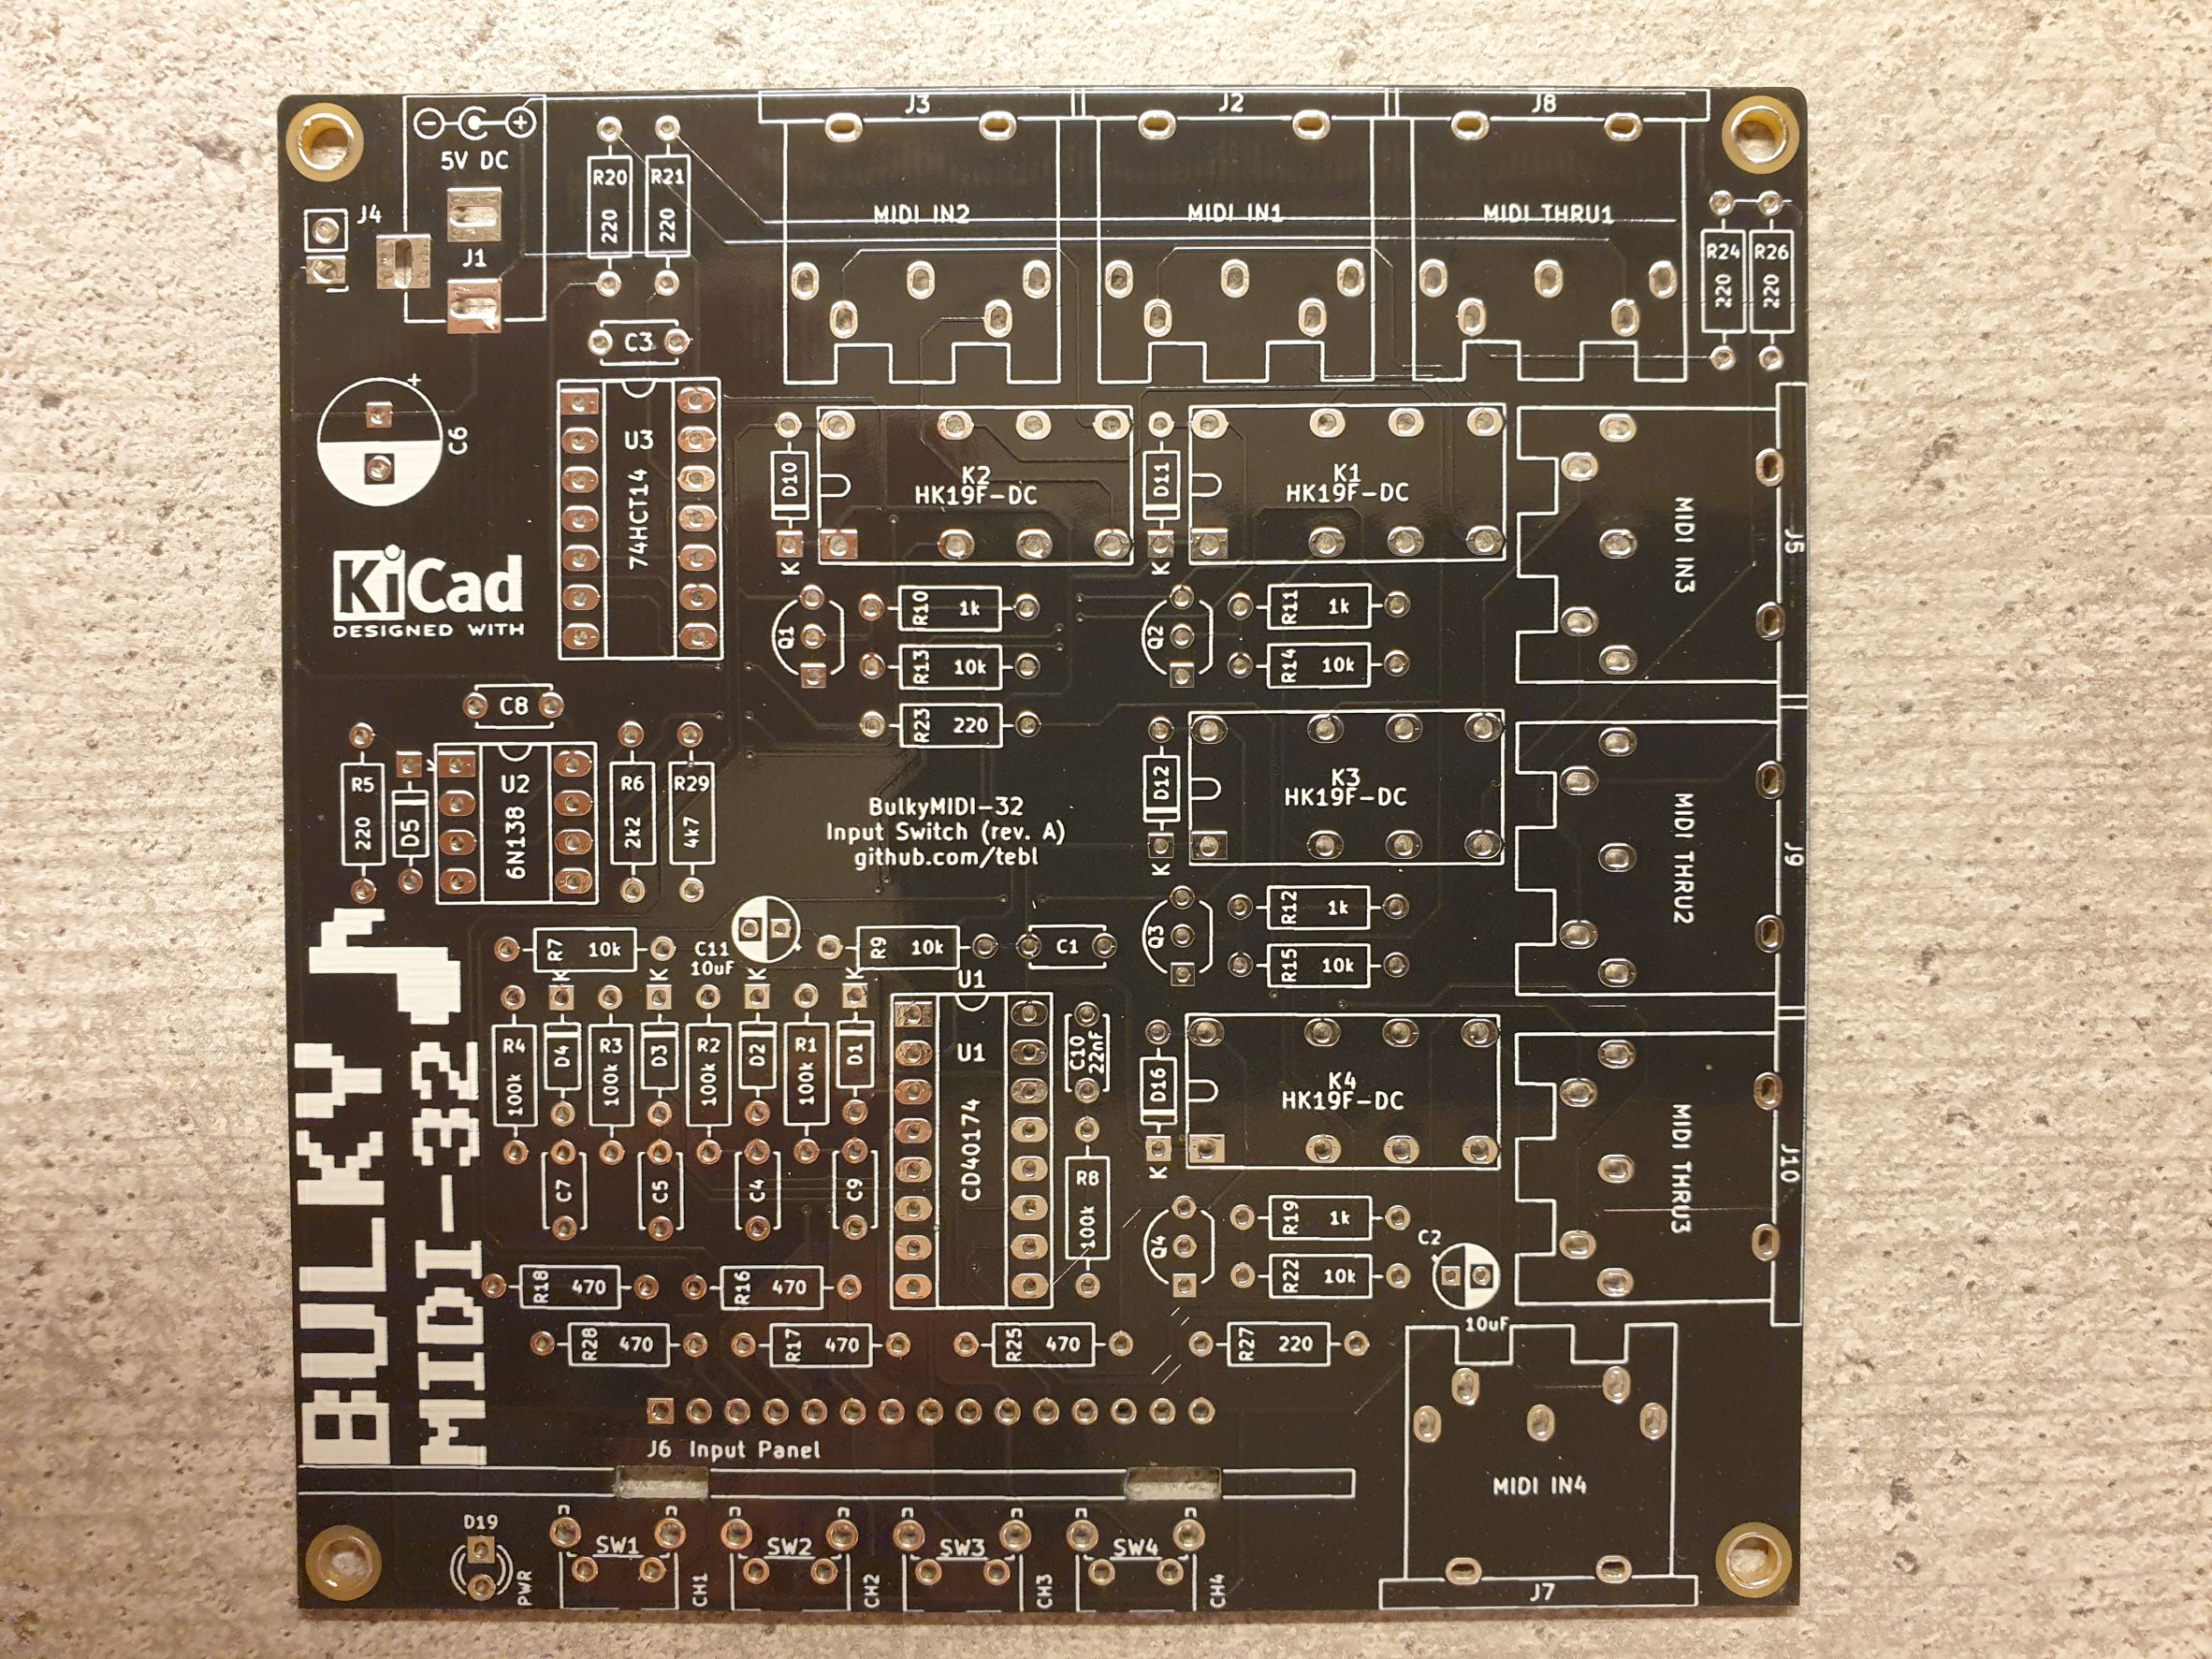 J3
J2
J8
- +
5V DC
J4
J1
R20
220
R21
220
MIDI IN2
MIDI IN1
MIDI THRU1
R24
220
R26
220
C3
+
C6
U3
74HCT14
D10
K
K2
HK19F-DC
D11
K
K1
HK19F-DC
MIDI IN3
J5
KiCad
DESIGNED WITH
Q1
R10 1k
R13 10k
R23 220
Q2
R11 1k
R14 10k
C8
R5
220
D5
U2
6N138
R6
2k2
R29
4k7
BulkyMIDI-32
Input Switch (rev. A)
github.com/tebl
D12
K
K3
HK19F-DC
MIDI THRU2
J9
Q3
R12 1k
R15 10k
R7 10k
C11
10uF
+
R9 10k
C1
U1
K
K
K
K
R4
100k
D4
R3
100k
D3
R2
100k
D2
R1
100k
D1
U1
CD40174
C10
22nF
R8
100k
D16
K
K4
HK19F-DC
MIDI THRU3
J10
C7
C5
C4
C9
Q4
R19 1k
R22 10k
C2
+
10uF
R18 470
R16 470
R28 470
R17 470
R25 470
R27 220
BULKY
MIDI-32
J6 Input Panel
MIDI IN4
J7
D19
PWR
SW1
CH1
SW2
CH2
SW3
CH3
SW4
CH4